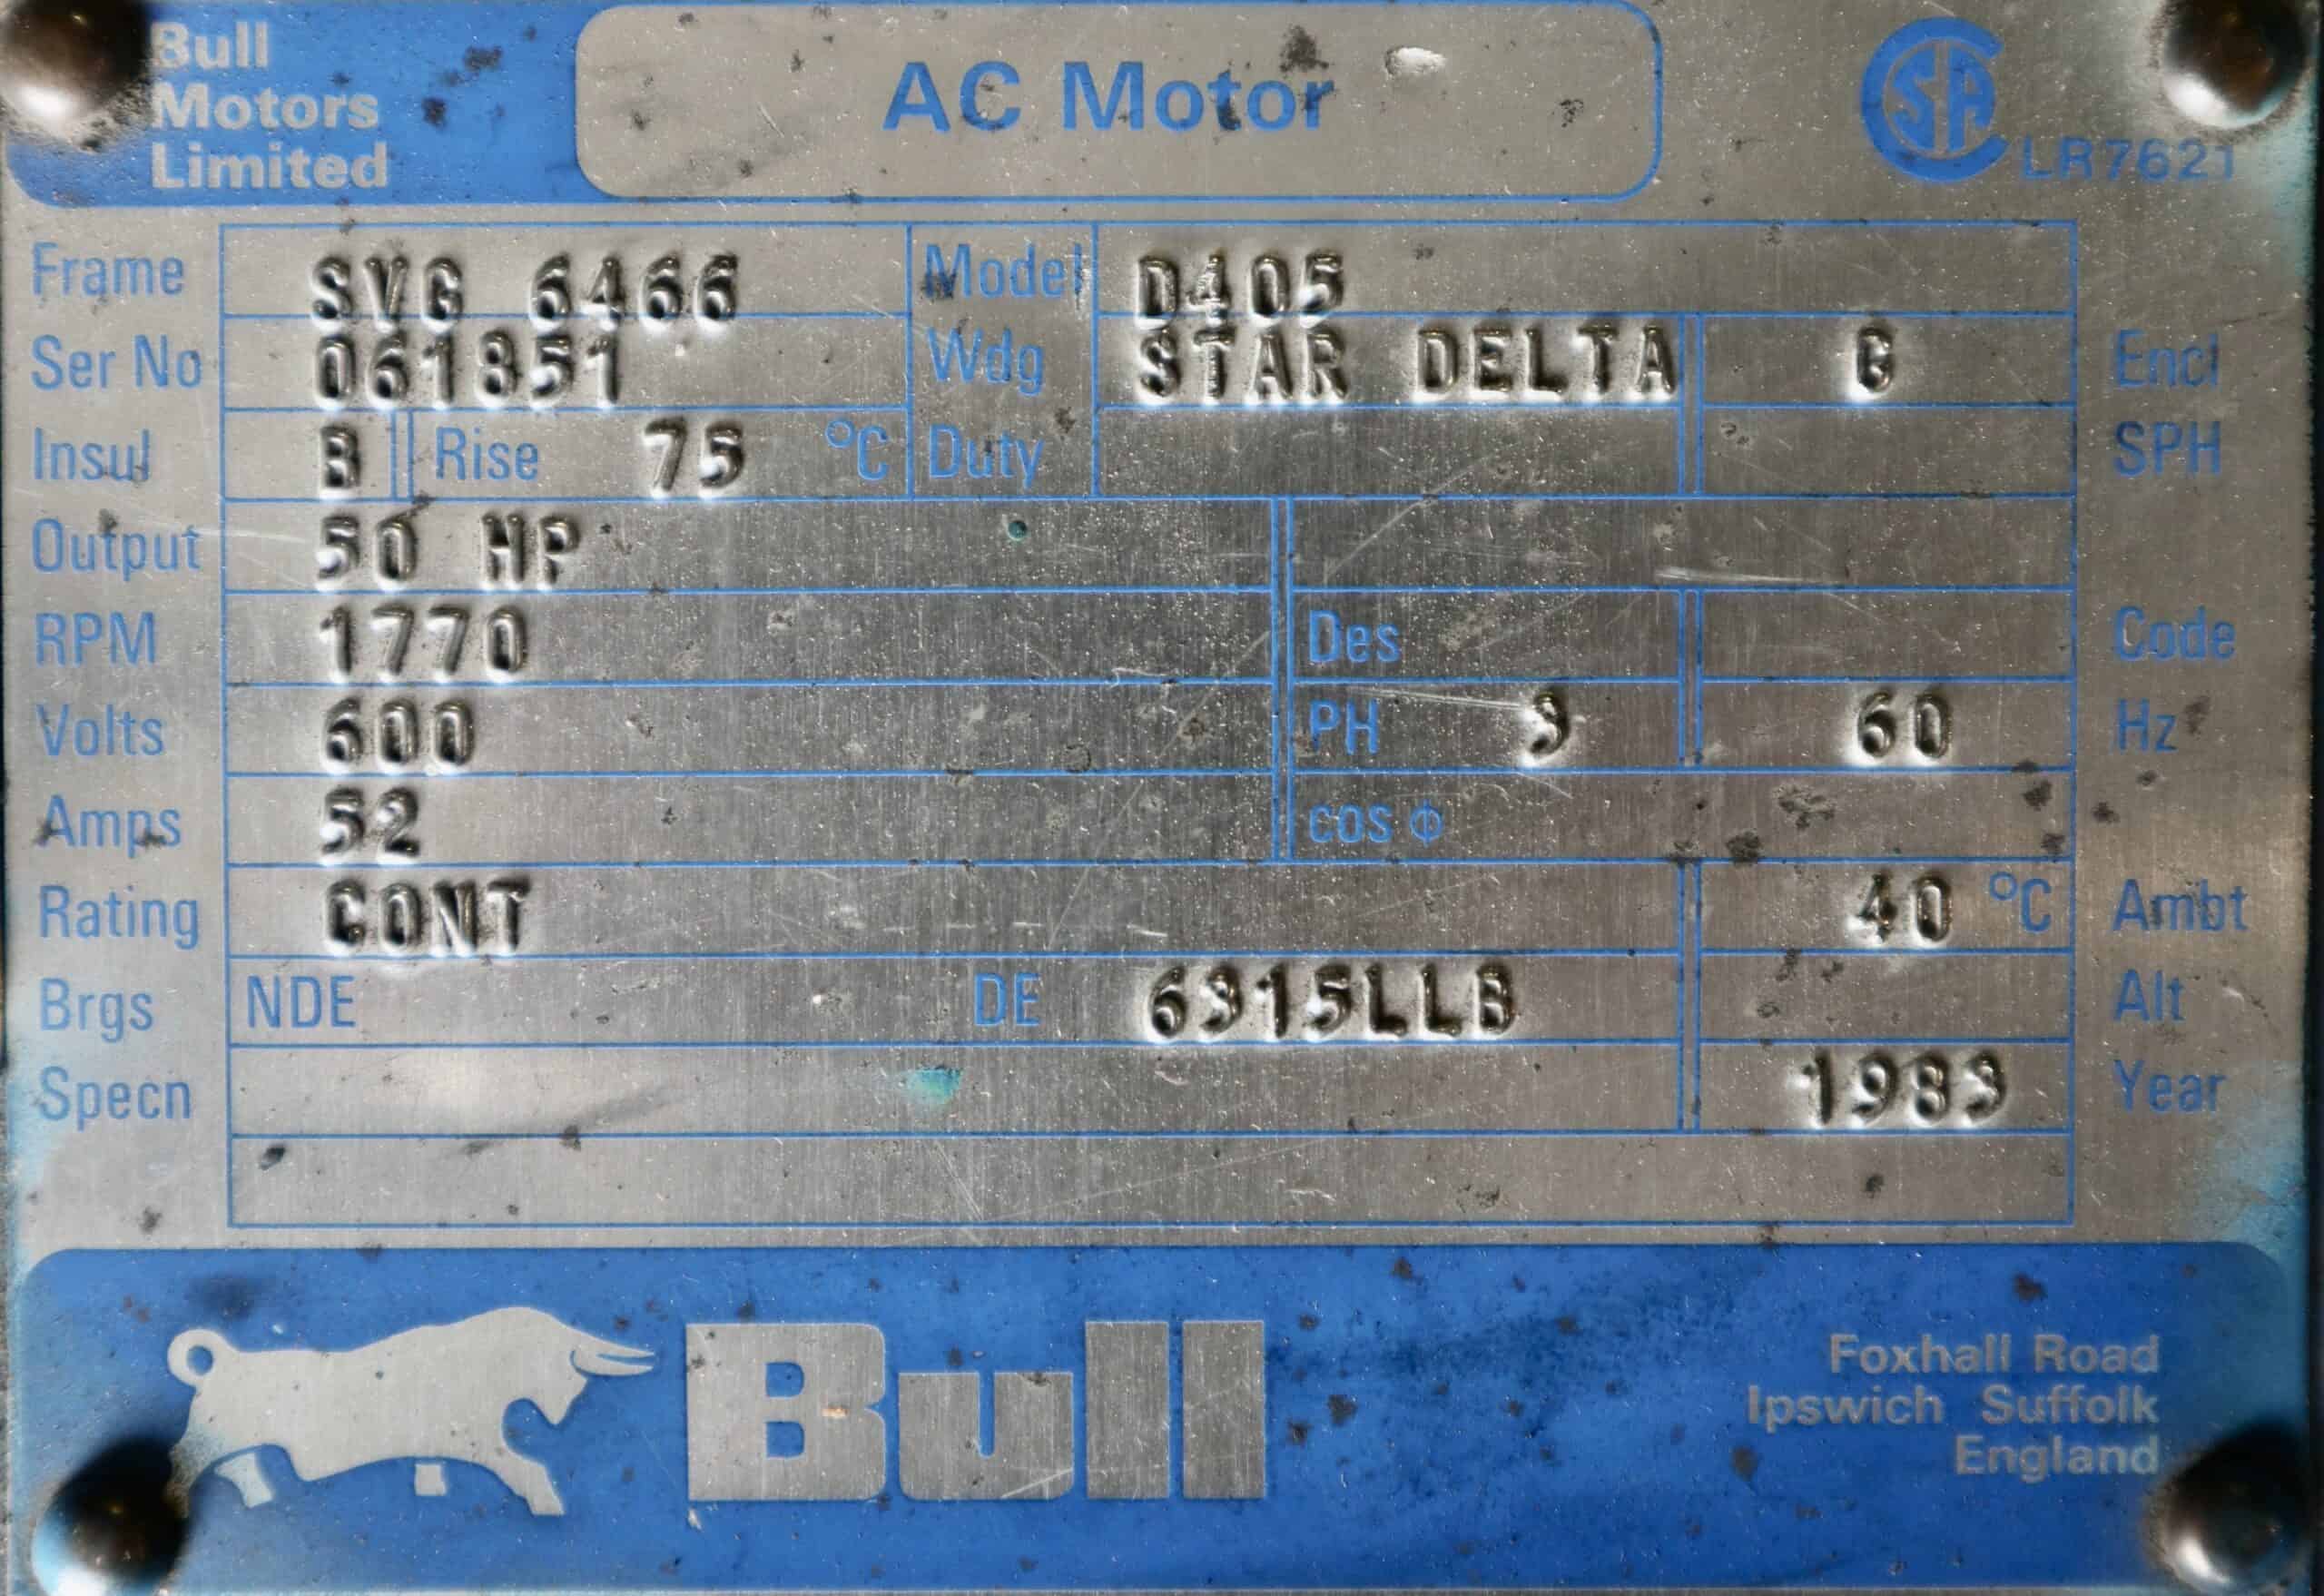 Bull
Motors
Limited
AC Motor
CSA LR7621
Frame SVG 6466 Model D405
Ser No 061851 Wdg STAR DELTA G Encl
Insul B Rise 75 °C Duty SPH
Output 50 HP
RPM 1770 Des Code
Volts 600 PH 3 60 Hz
Amps 52 cos ϕ
Rating CONT 40 °C Ambt
Brgs NDE DE 6315LLB Alt
Specn 1983 Year
Bull
Foxhall Road
Ipswich Suffolk
England